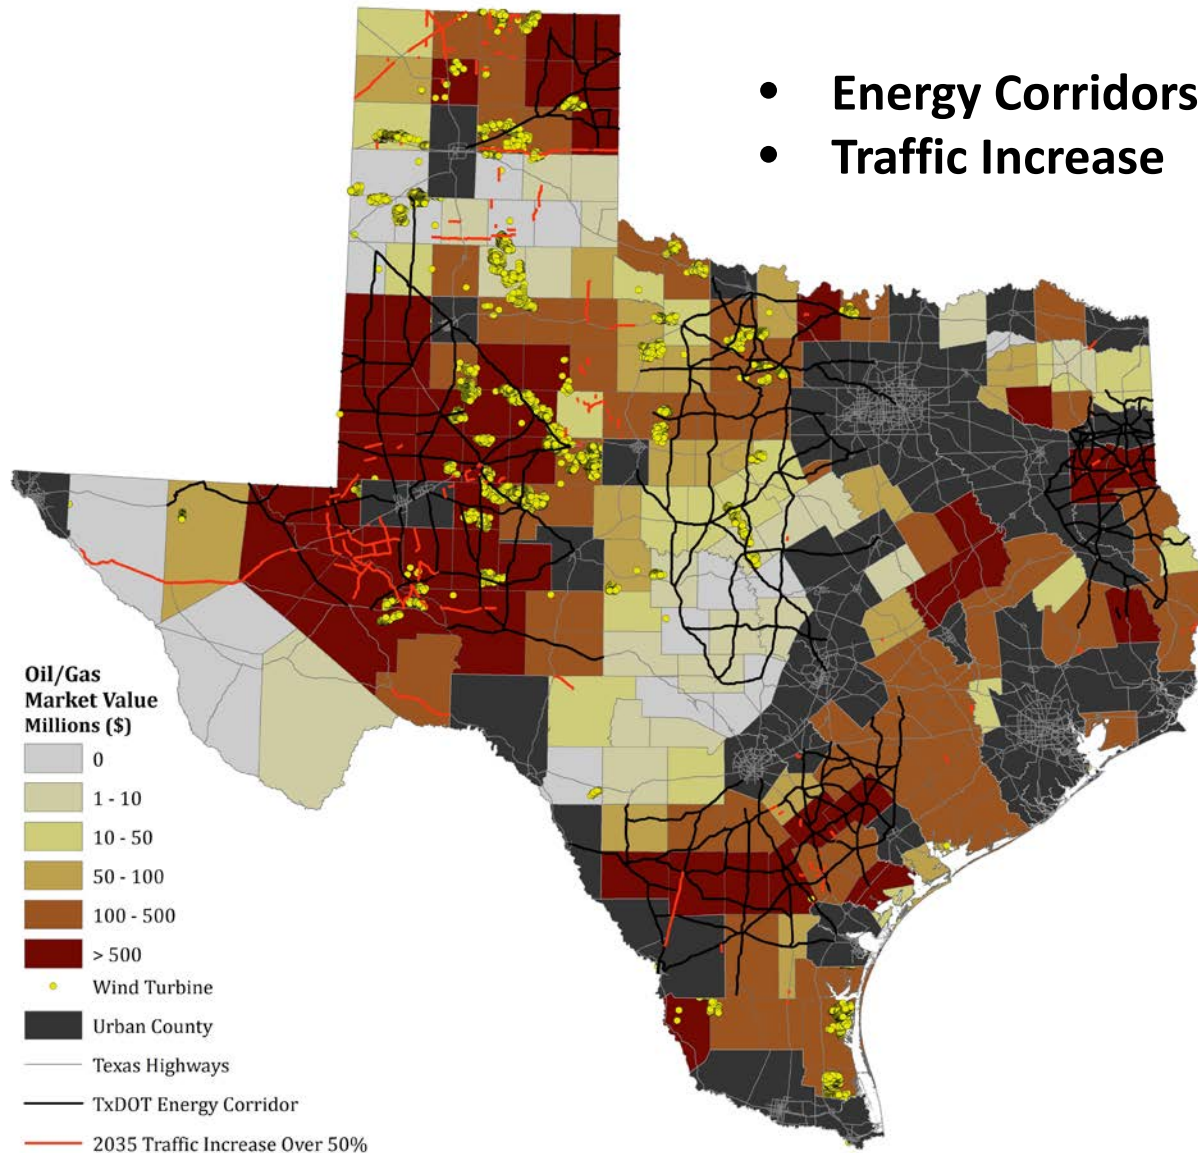 • Energy Corridors
• Traffic Increase
Oil/Gas
Market Value
Millions ($)
0
1 - 10
10 - 50
50 - 100
100 - 500
> 500
Wind Turbine
Urban County
Texas Highways
TxDOT Energy Corridor
2035 Traffic Increase Over 50%